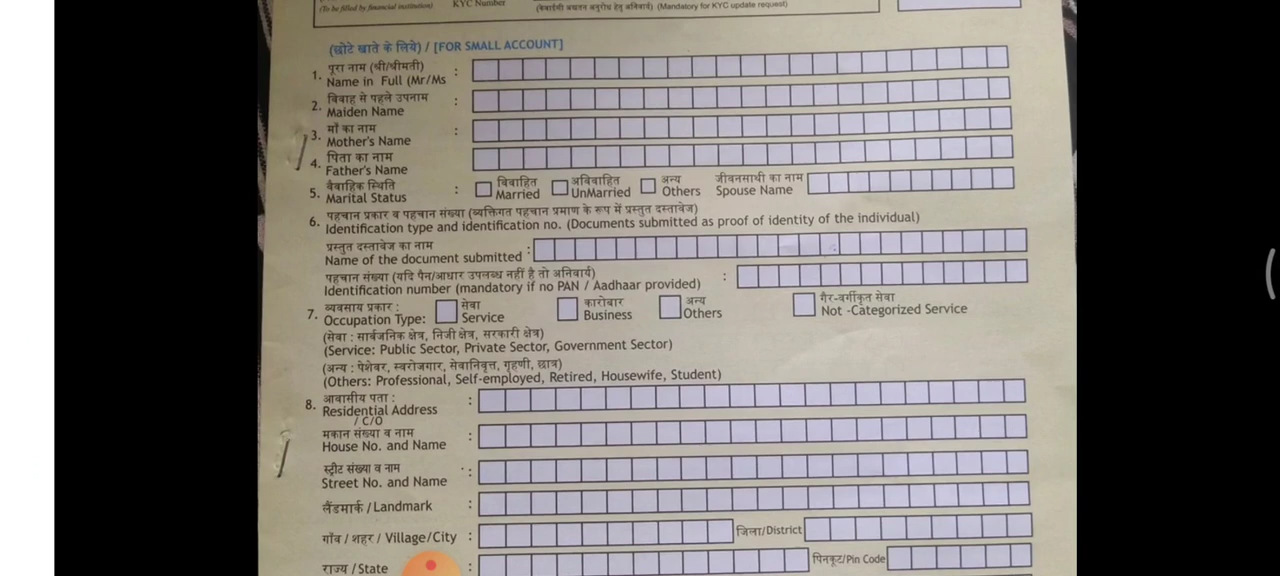 (To be filled by financial institution) KYC Number (केवाईसी अद्यतन अनुरोध हेतु अनिवार्य) (Mandatory for KYC update request)
(छोटे खाते के लिये) / [FOR SMALL ACCOUNT]
1. पूरा नाम (श्री/श्रीमती) :
Name in Full (Mr/Ms
2. विवाह से पहले उपनाम :
Maiden Name
3. माँ का नाम :
Mother's Name
4. पिता का नाम
Father's Name
5. वैवाहिक स्थिति : विवाहित अविवाहित अन्य जीवनसाथी का नाम
Marital Status Married UnMarried Others Spouse Name
6. पहचान प्रकार व पहचान संख्या (व्यक्तिगत पहचान प्रमाण के रूप में प्रस्तुत दस्तावेज)
Identification type and identification no. (Documents submitted as proof of identity of the individual)
प्रस्तुत दस्तावेज का नाम :
Name of the document submitted
पहचान संख्या (यदि पैन/आधार उपलब्ध नहीं है तो अनिवार्य) :
Identification number (mandatory if no PAN / Aadhaar provided)
7. व्यवसाय प्रकार : सेवा कारोबार अन्य गैर-वर्गीकृत सेवा
Occupation Type: Service Business Others Not -Categorized Service
(सेवा : सार्वजनिक क्षेत्र, निजी क्षेत्र, सरकारी क्षेत्र)
(Service: Public Sector, Private Sector, Government Sector)
(अन्य : पेशेवर, स्वरोजगार, सेवानिवृत्त, गृहणी, छात्र)
(Others: Professional, Self-employed, Retired, Housewife, Student)
8. आवासीय पता : :
Residential Address
/ C/O
मकान संख्या व नाम :
House No. and Name
स्ट्रीट संख्या व नाम :
Street No. and Name
लैंडमार्क / Landmark :
गाँव / शहर / Village/City : जिला/District
राज्य / State : पिनकूट/Pin Code